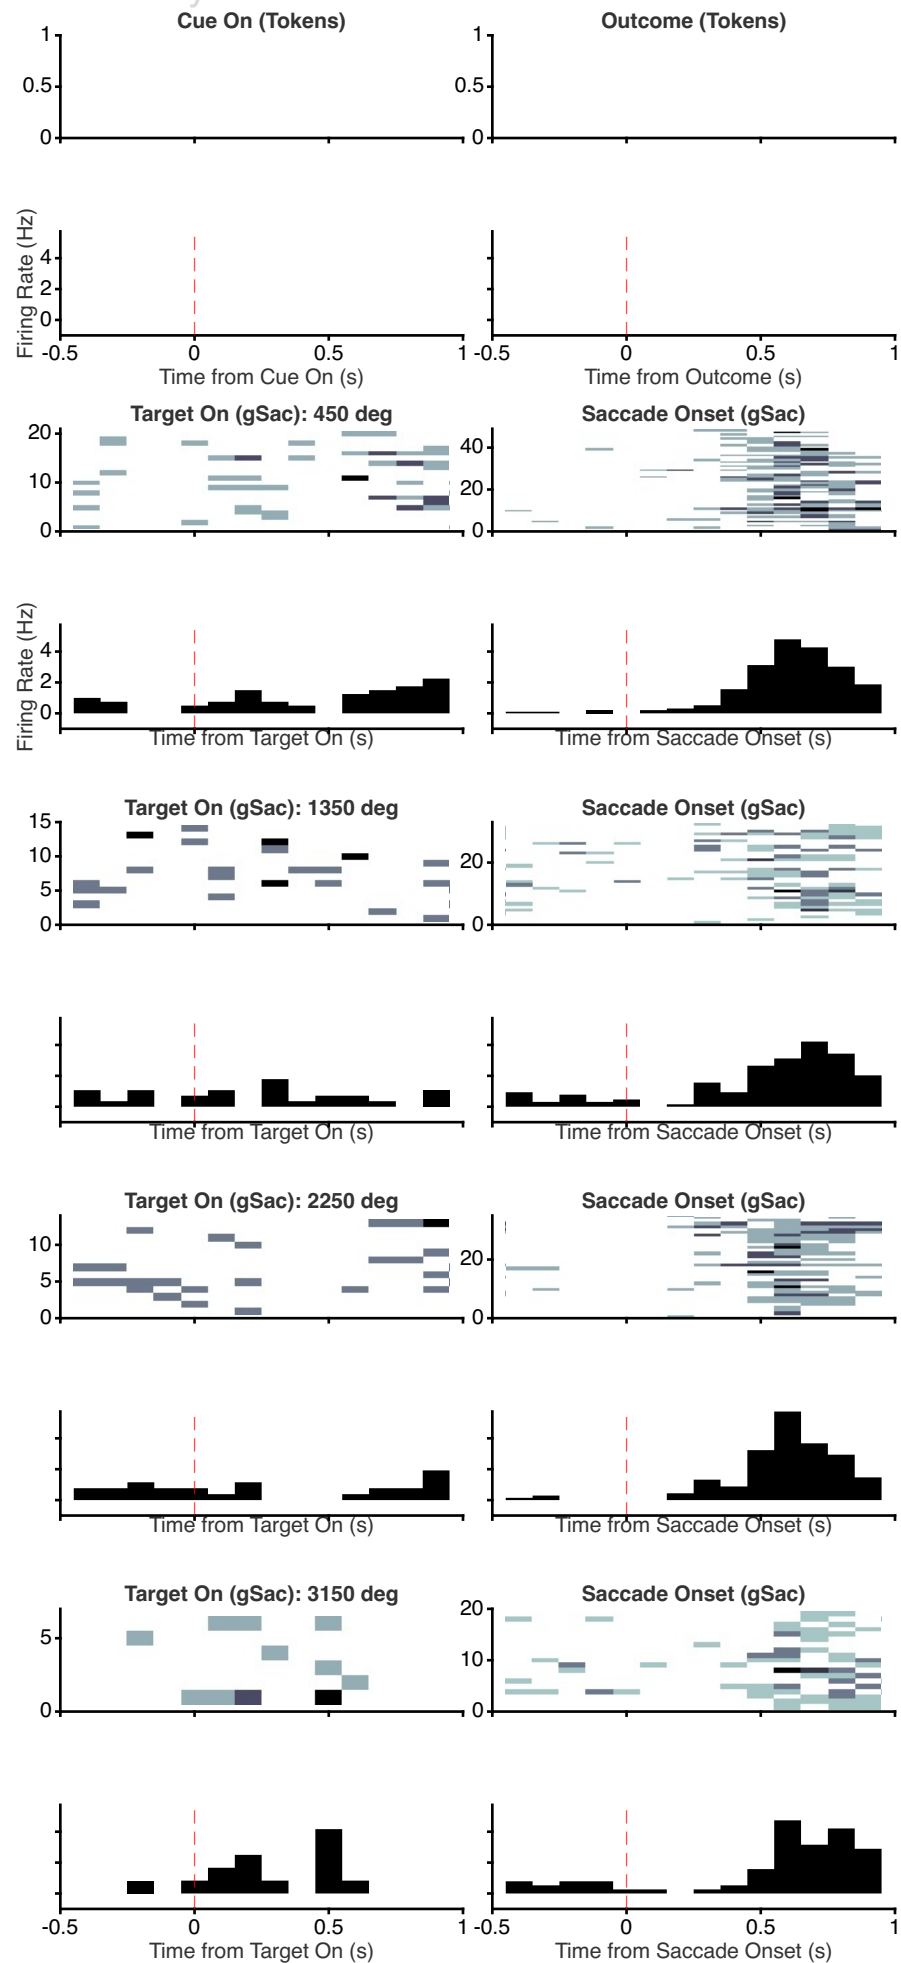 Cue On (Tokens) Outcome (Tokens)
1 1
0.5 0.5
0 0
Firing Rate (Hz)
4
2
0
-0.5 0 0.5 1 -0.5 0 0.5 1
Time from Cue On (s) Time from Outcome (s)
Target On (gSac): 450 deg Saccade Onset (gSac)
20 40
10 20
0 0
Firing Rate (Hz)
4
2
0
Time from Target On (s) Time from Saccade Onset (s)
Target On (gSac): 1350 deg Saccade Onset (gSac)
15
10 20
5
0 0
Time from Target On (s) Time from Saccade Onset (s)
Target On (gSac): 2250 deg Saccade Onset (gSac)
10 20
5
0 0
Time from Target On (s) Time from Saccade Onset (s)
Target On (gSac): 3150 deg Saccade Onset (gSac)
20
5 10
0 0
-0.5 0 0.5 1 -0.5 0 0.5 1
Time from Target On (s) Time from Saccade Onset (s)